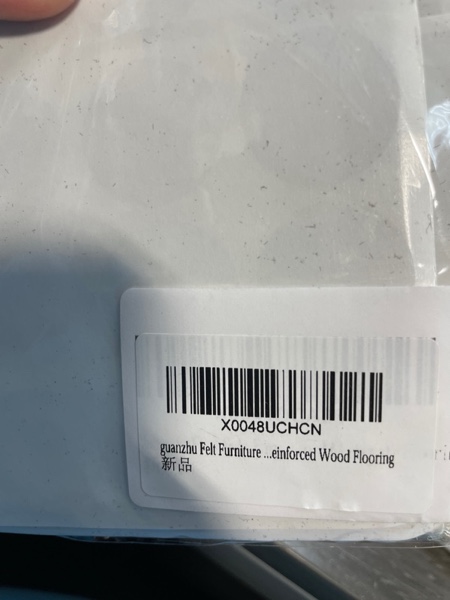 X0048UCHCN
guanzhu Felt Furniture ...einforced Wood Flooring
新品